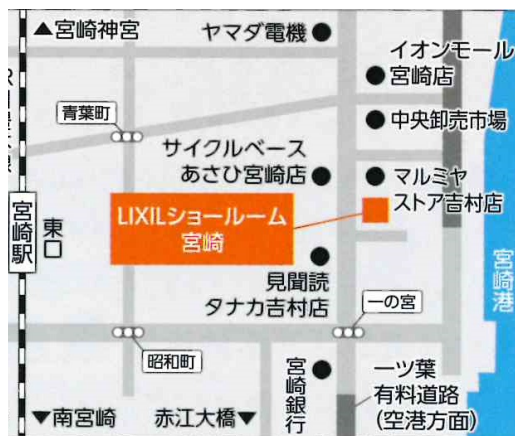 ▲宮崎神宮
ヤマダ電機
イオンモール
宮崎店
青葉町
中央卸売市場
サイクルベース
あさひ宮崎店
マルミヤ
ストア吉村店
LIXILショールーム
宮崎
宮崎駅
東口
見聞読
タナカ吉村店
宮崎港
一の宮
昭和町
宮崎銀行
一ツ葉
有料道路
(空港方面)
▼南宮崎
赤江大橋▼